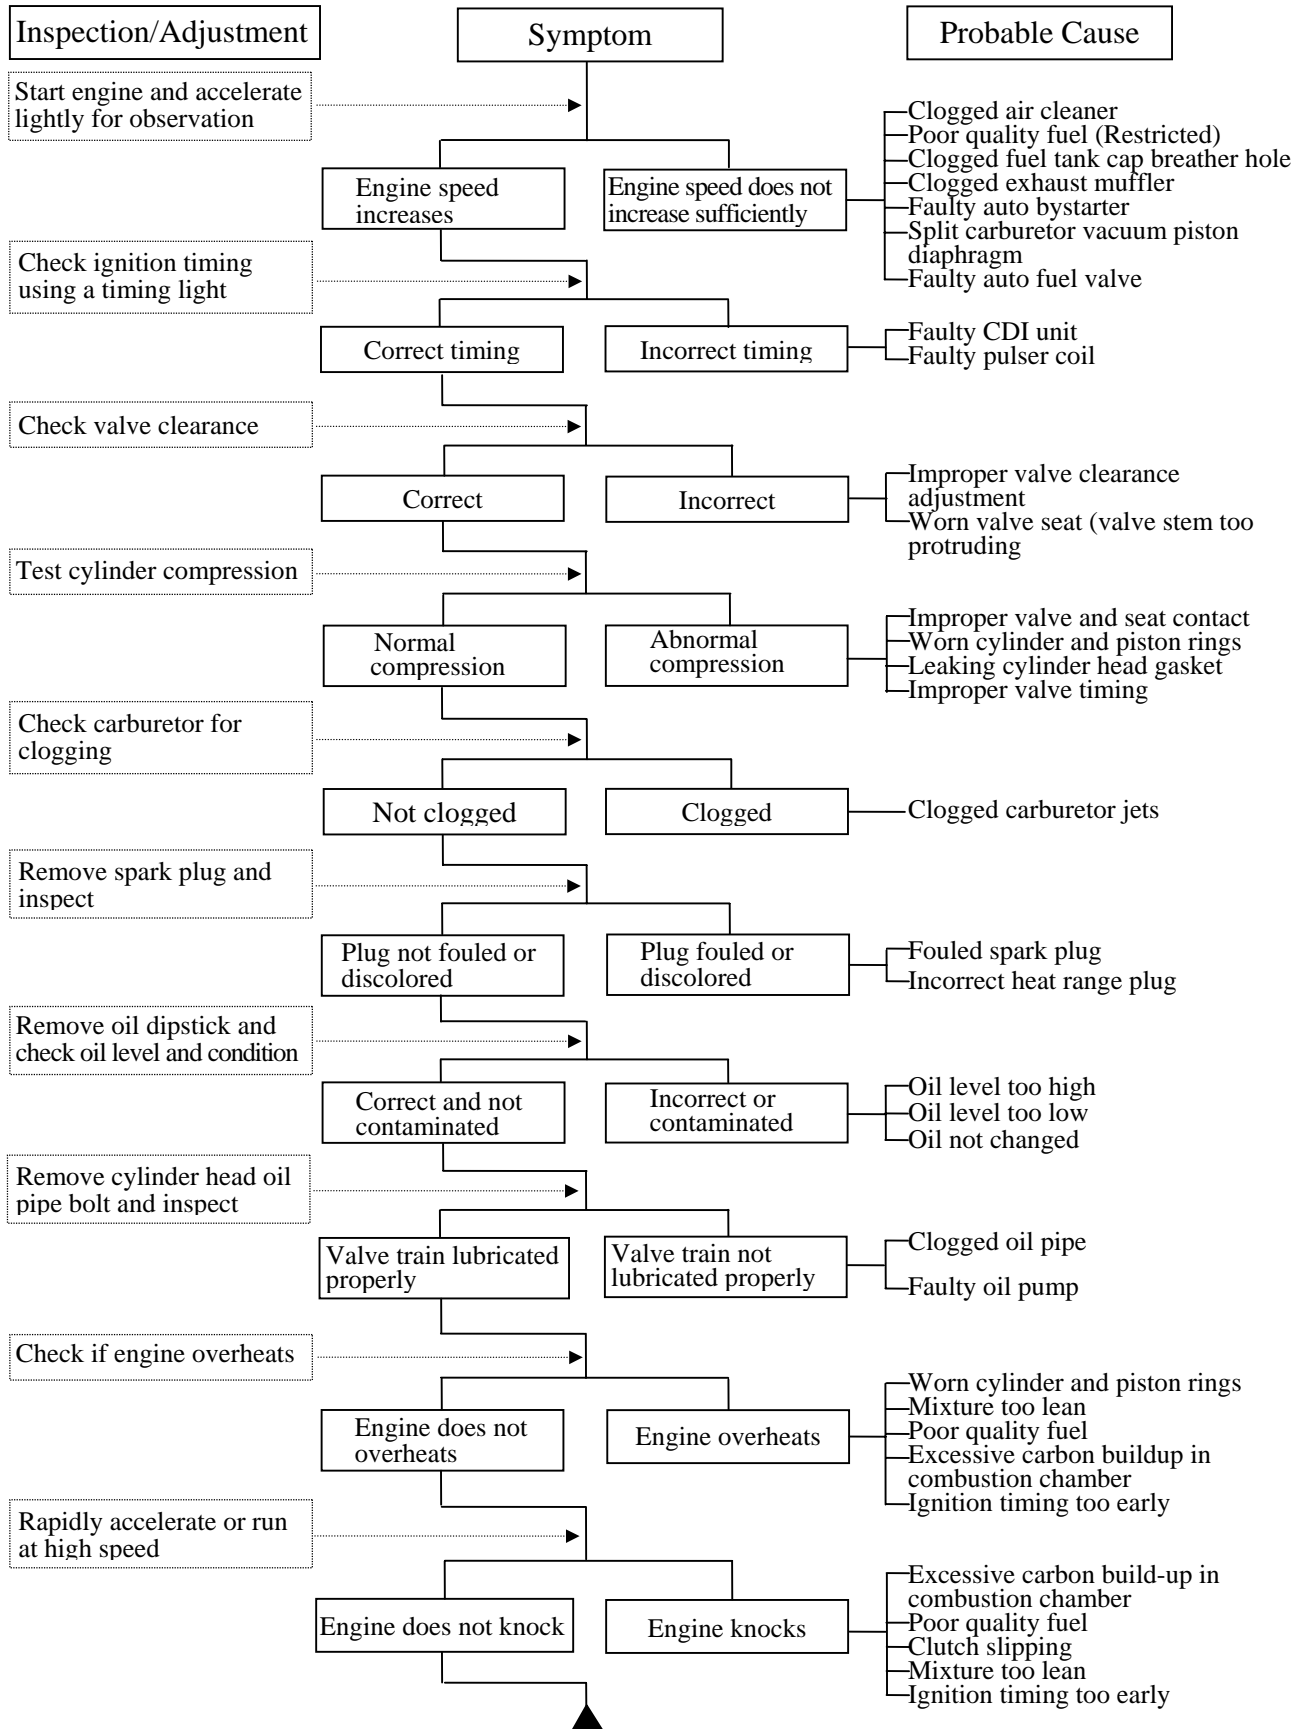 Inspection/Adjustment
Symptom
Probable Cause
Start engine and accelerate
lightly for observation
Clogged air cleaner
Poor quality fuel (Restricted)
Clogged fuel tank cap breather hole
Clogged exhaust muffler
Faulty auto bystarter
Split carburetor vacuum piston
diaphragm
Faulty auto fuel valve
Engine speed
increases
Engine speed does not
increase sufficiently
Check ignition timing
using a timing light
Correct timing
Incorrect timing
Faulty CDI unit
Faulty pulser coil
Check valve clearance
Correct
Incorrect
Improper valve clearance
adjustment
Worn valve seat (valve stem too
protruding
Test cylinder compression
Normal
compression
Abnormal
compression
Improper valve and seat contact
Worn cylinder and piston rings
Leaking cylinder head gasket
Improper valve timing
Check carburetor for
clogging
Not clogged
Clogged
Clogged carburetor jets
Remove spark plug and
inspect
Plug not fouled or
discolored
Plug fouled or
discolored
Fouled spark plug
Incorrect heat range plug
Remove oil dipstick and
check oil level and condition
Correct and not
contaminated
Incorrect or
contaminated
Oil level too high
Oil level too low
Oil not changed
Remove cylinder head oil
pipe bolt and inspect
Valve train lubricated
properly
Valve train not
lubricated properly
Clogged oil pipe
Faulty oil pump
Check if engine overheats
Engine does not
overheats
Engine overheats
Worn cylinder and piston rings
Mixture too lean
Poor quality fuel
Excessive carbon buildup in
combustion chamber
Ignition timing too early
Rapidly accelerate or run
at high speed
Engine does not knock
Engine knocks
Excessive carbon build-up in
combustion chamber
Poor quality fuel
Clutch slipping
Mixture too lean
Ignition timing too early